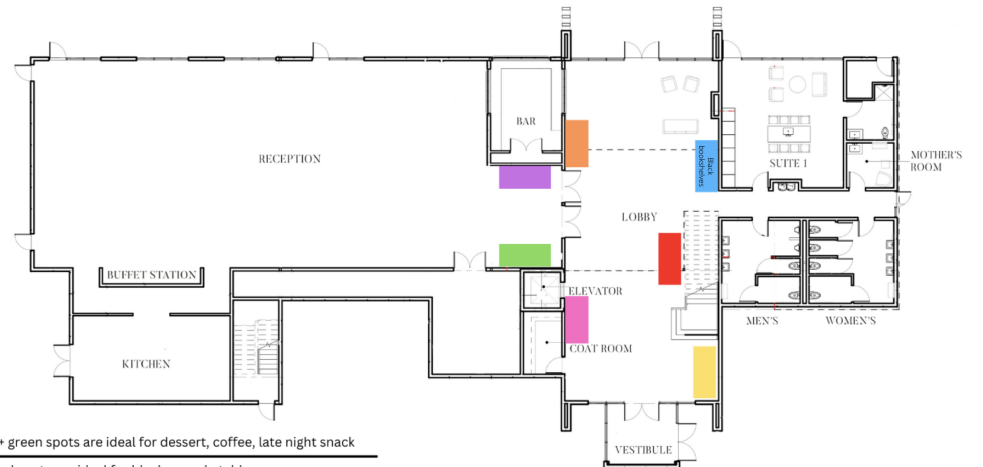 BAR
RECEPTION
Black
bookshelves
SUITE 1
MOTHER'S
ROOM
LOBBY
BUFFET STATION
ELEVATOR
MEN'S
WOMEN'S
COAT ROOM
KITCHEN
+ green spots are ideal for dessert, coffee, late night snack
VESTIBULE